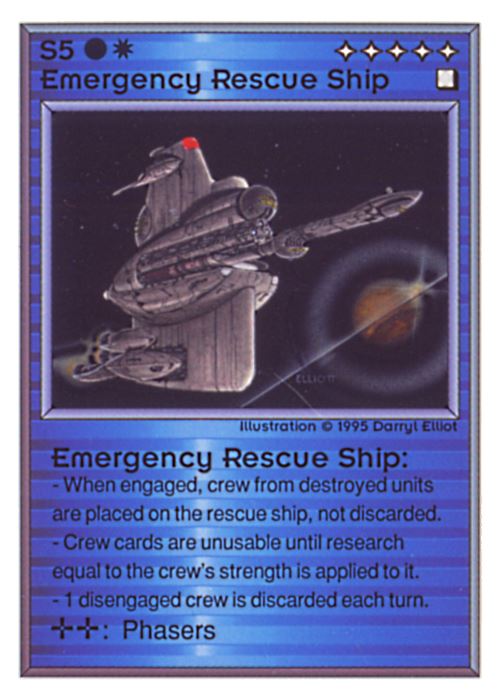 S5
Emergency Rescue Ship
ELLIOTT
Illustration © 1995 Darryl Elliot
Emergency Rescue Ship:
- When engaged, crew from destroyed units
are placed on the rescue ship, not discarded.
- Crew cards are unusable until research
equal to the crew's strength is applied to it.
- 1 disengaged crew is discarded each turn.
: Phasers